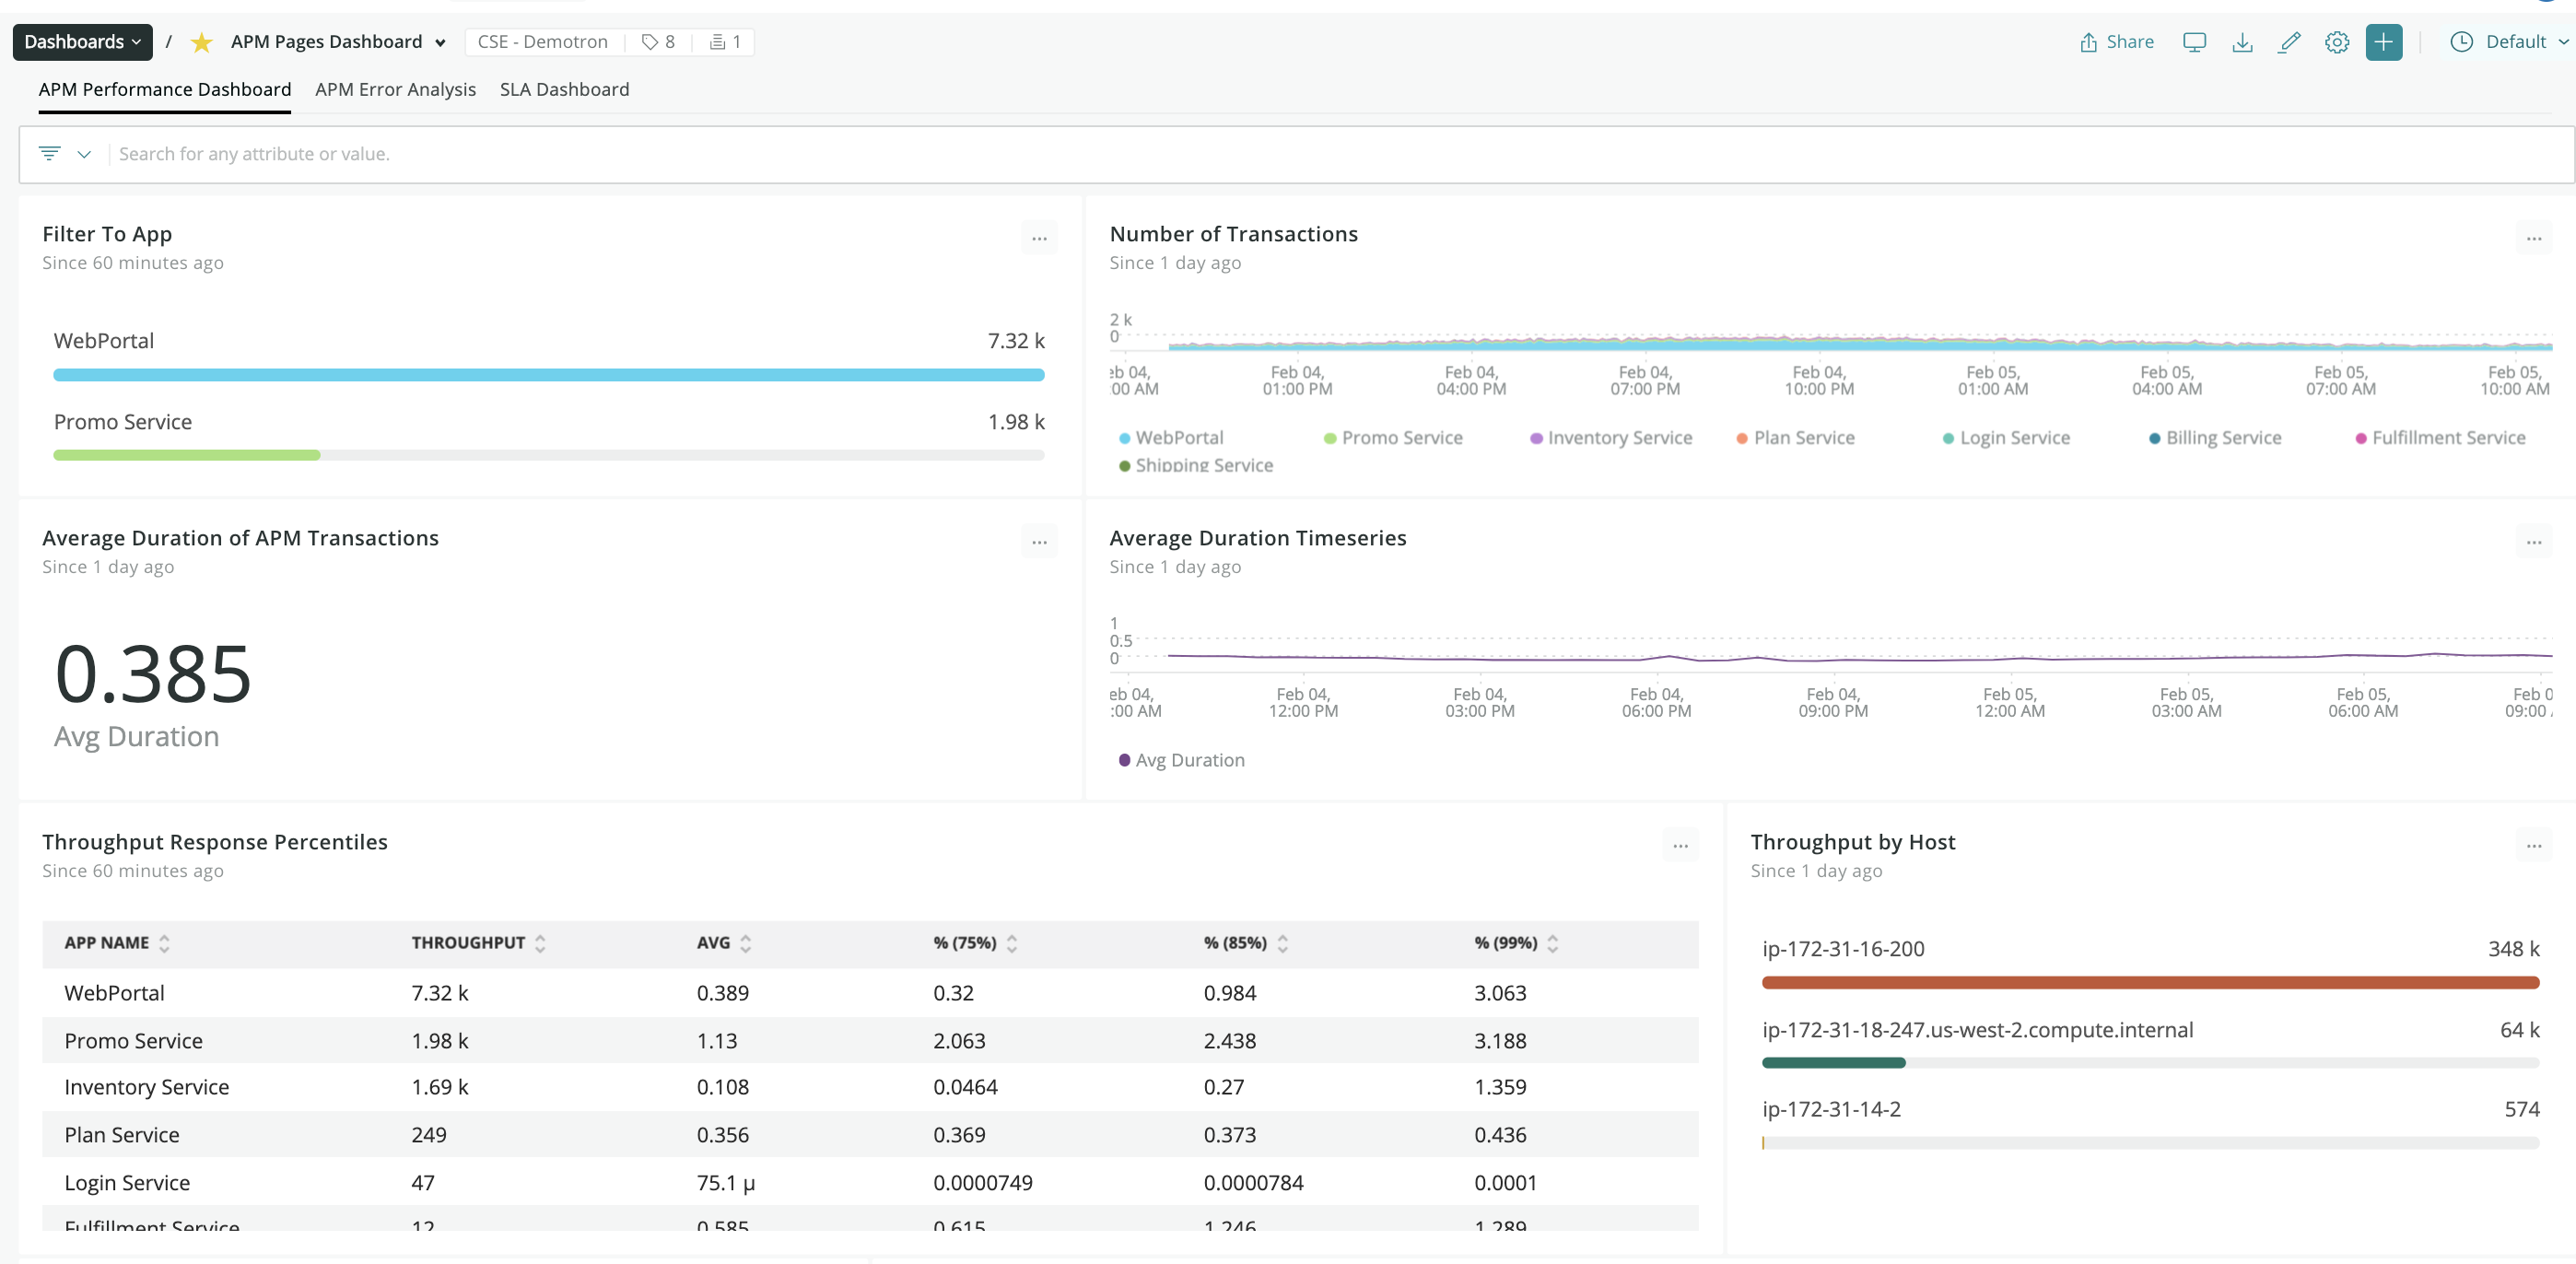 Dashboards / APM Pages Dashboard CSE - Demotron 8 1 Share Default
APM Performance Dashboard APM Error Analysis SLA Dashboard
Search for any attribute or value.
Filter To App
Since 60 minutes ago
WebPortal 7.32 k
Promo Service 1.98 k
Number of Transactions
Since 1 day ago
2 k
0
eb 04, Feb 04, Feb 04, Feb 04, Feb 04, Feb 05, Feb 05, Feb 05, Feb 05,
:00 AM 01:00 PM 04:00 PM 07:00 PM 10:00 PM 01:00 AM 04:00 AM 07:00 AM 10:00 AM
WebPortal Promo Service Inventory Service Plan Service Login Service Billing Service Fulfillment Service
Shipping Service
Average Duration of APM Transactions
Since 1 day ago
0.385
Avg Duration
Average Duration Timeseries
Since 1 day ago
1
0.5
0
eb 04, Feb 04, Feb 04, Feb 04, Feb 04, Feb 05, Feb 05, Feb 05, Feb 0
:00 AM 12:00 PM 03:00 PM 06:00 PM 09:00 PM 12:00 AM 03:00 AM 06:00 AM 09:00
Avg Duration
Throughput Response Percentiles
Since 60 minutes ago
APP NAME THROUGHPUT AVG % (75%) % (85%) % (99%)
WebPortal 7.32 k 0.389 0.32 0.984 3.063
Promo Service 1.98 k 1.13 2.063 2.438 3.188
Inventory Service 1.69 k 0.108 0.0464 0.27 1.359
Plan Service 249 0.356 0.369 0.373 0.436
Login Service 47 75.1 µ 0.0000749 0.0000784 0.0001
Fulfillment Service 12 0.585 0.615 1.246 1.289
Throughput by Host
Since 1 day ago
ip-172-31-16-200 348 k
ip-172-31-18-247.us-west-2.compute.internal 64 k
ip-172-31-14-2 574